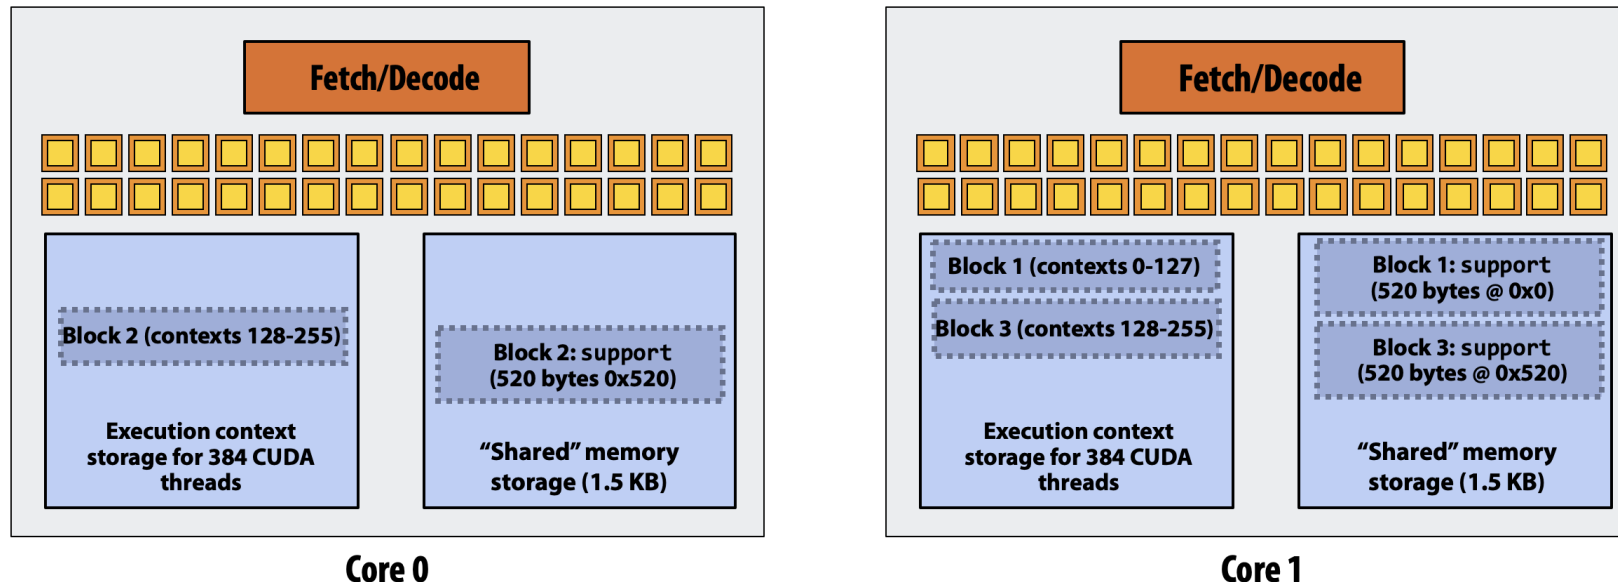 Fetch/Decode
Block 2 (contexts 128-255)
Execution context
storage for 384 CUDA
threads
Block 2: support
(520 bytes 0x520)
“Shared” memory
storage (1.5 KB)
Core 0
Fetch/Decode
Block 1 (contexts 0-127)
Block 3 (contexts 128-255)
Execution context
storage for 384 CUDA
threads
Block 1: support
(520 bytes @ 0x0)
Block 3: support
(520 bytes @ 0x520)
“Shared” memory
storage (1.5 KB)
Core 1